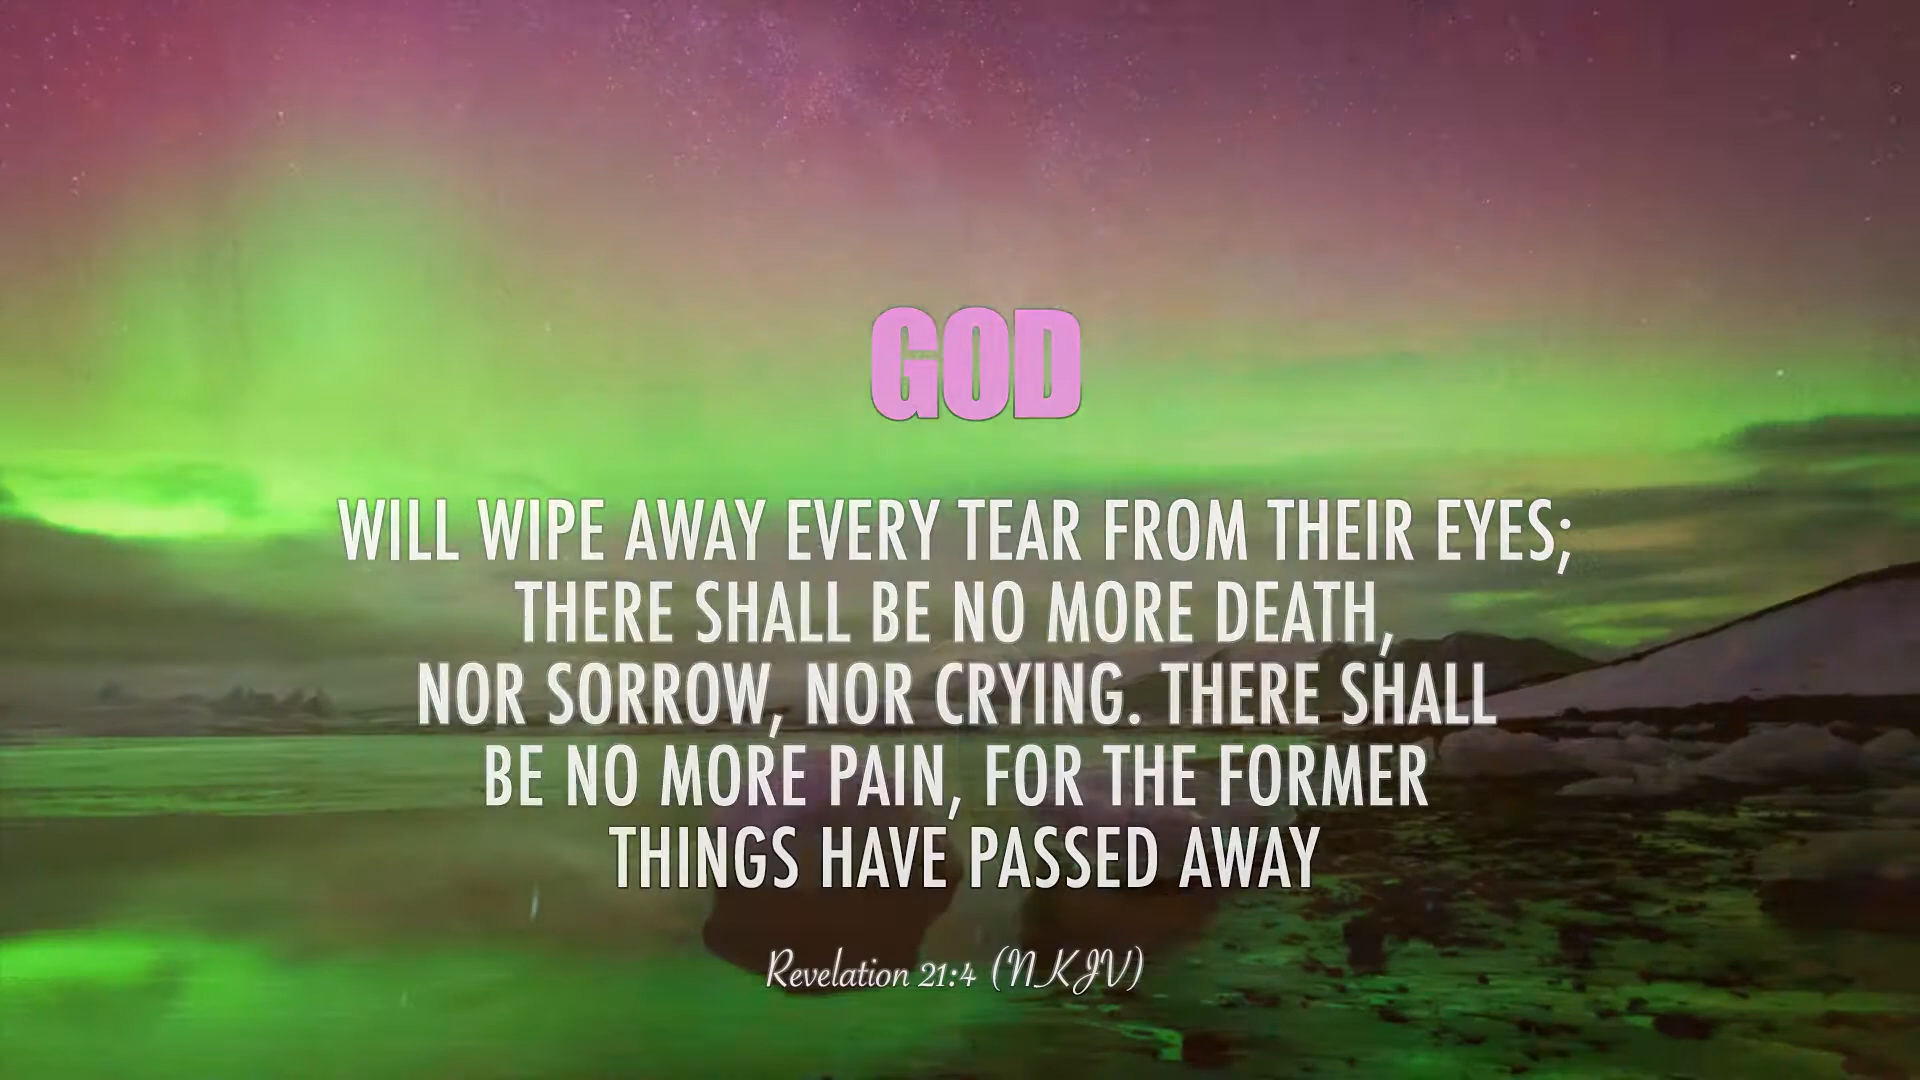 GOD
WILL WIPE AWAY EVERY TEAR FROM THEIR EYES;
THERE SHALL BE NO MORE DEATH,
NOR SORROW, NOR CRYING. THERE SHALL
BE NO MORE PAIN, FOR THE FORMER
THINGS HAVE PASSED AWAY
Revelation 21:4 (NKJV)